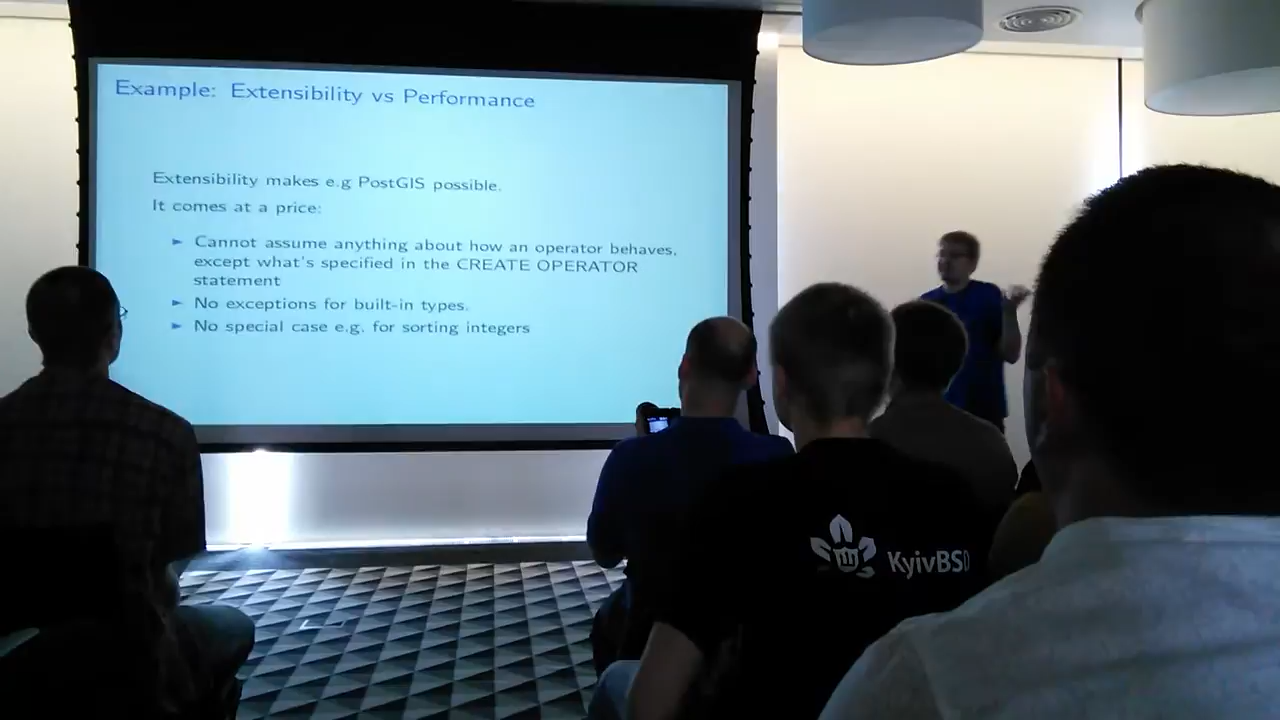 Example: Extensibility vs Performance
Extensibility makes e.g PostGIS possible.
It comes at a price:
► Cannot assume anything about how an operator behaves,
except what's specified in the CREATE OPERATOR
statement
► No exceptions for built-in types.
► No special case e.g. for sorting integers
KyivBSD